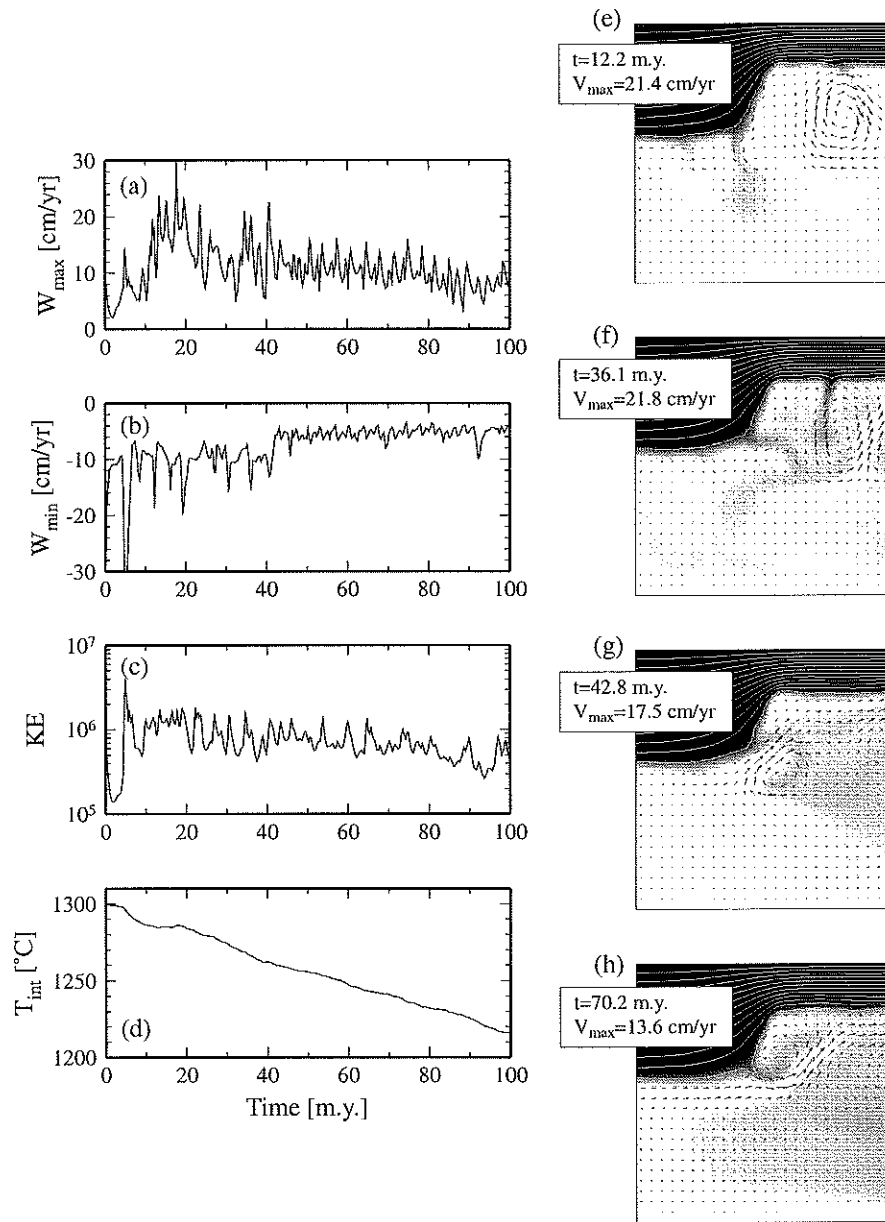 (a)
W_max [cm/yr]
30
20
10
0
0 20 40 60 80 100
(b)
W_min [cm/yr]
0
-10
-20
-30
0 20 40 60 80 100
(c)
KE
10^7
10^6
10^5
0 20 40 60 80 100
(d)
T_int [°C]
1300
1250
1200
0 20 40 60 80 100
Time [m.y.]
(e)
t=12.2 m.y.
V_max=21.4 cm/yr
(f)
t=36.1 m.y.
V_max=21.8 cm/yr
(g)
t=42.8 m.y.
V_max=17.5 cm/yr
(h)
t=70.2 m.y.
V_max=13.6 cm/yr